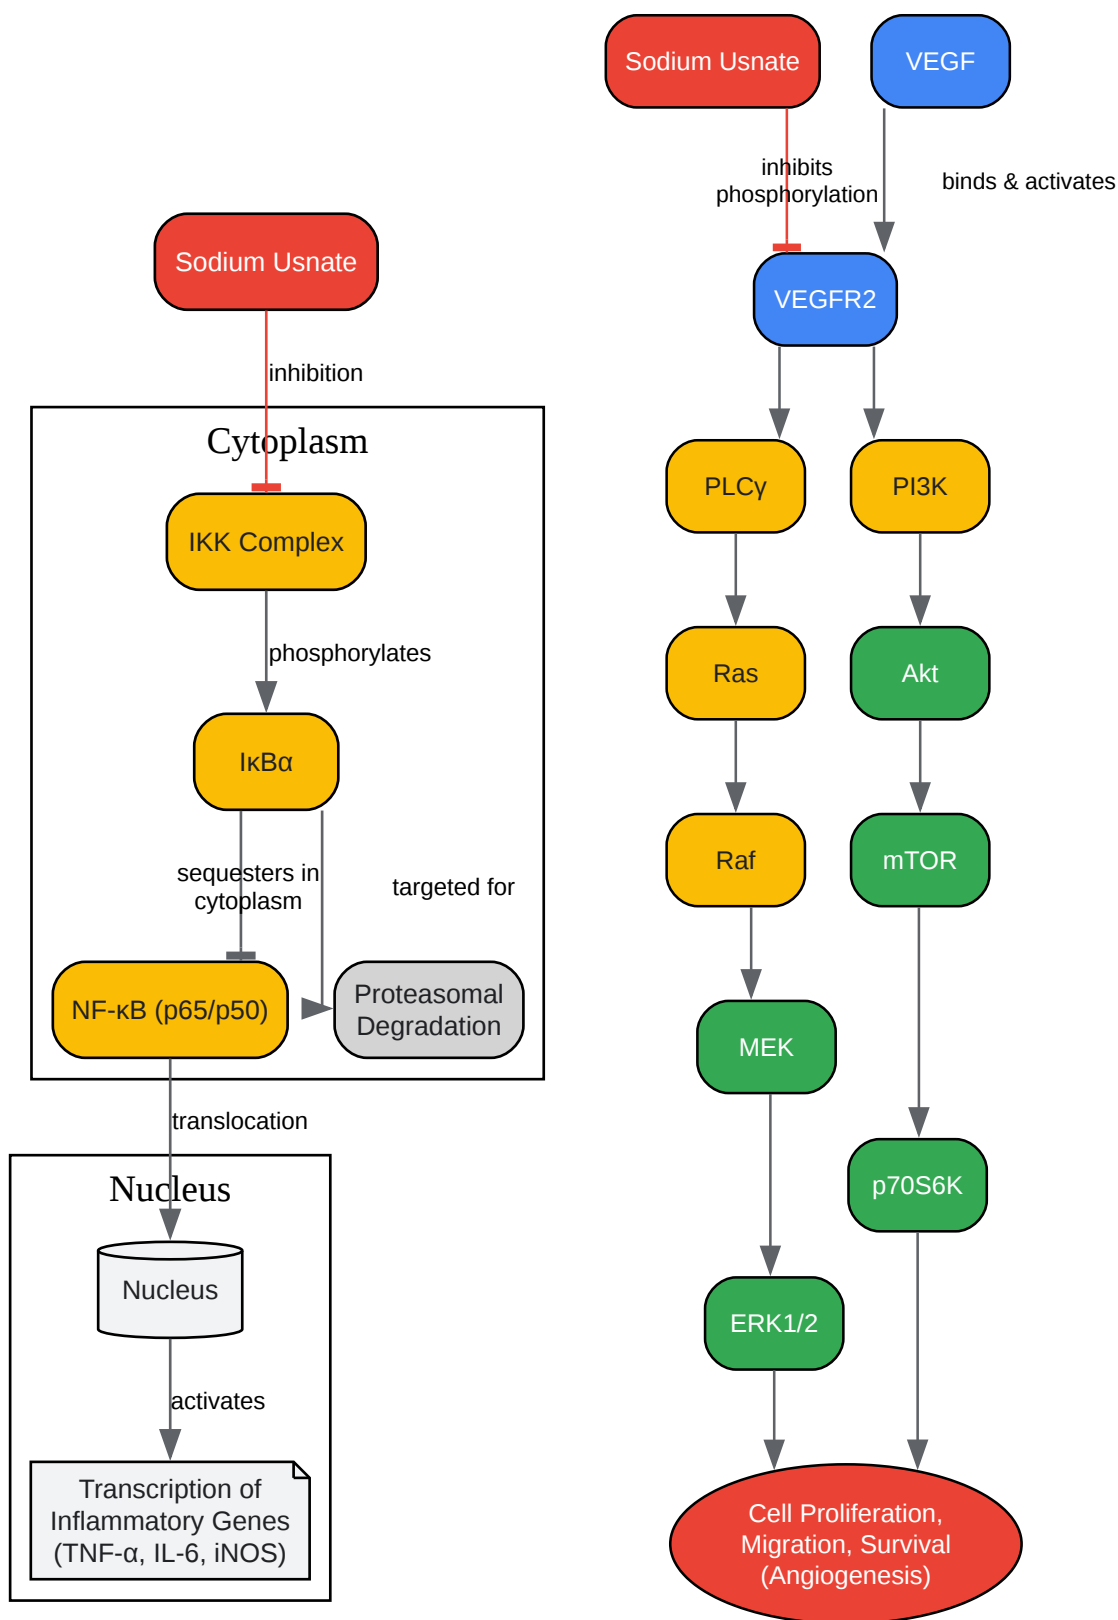 Sodium Usnate
inhibition
Cytoplasm
IKK Complex
phosphorylates
IκBα
sequesters in
cytoplasm
targeted for
NF-κB (p65/p50)
Proteasomal
Degradation
translocation
Nucleus
Nucleus
activates
Transcription of
Inflammatory Genes
(TNF-α, IL-6, iNOS)
Sodium Usnate
VEGF
inhibits
phosphorylation
binds & activates
VEGFR2
PLCγ
PI3K
Ras
Akt
Raf
mTOR
MEK
p70S6K
ERK1/2
Cell Proliferation,
Migration, Survival
(Angiogenesis)